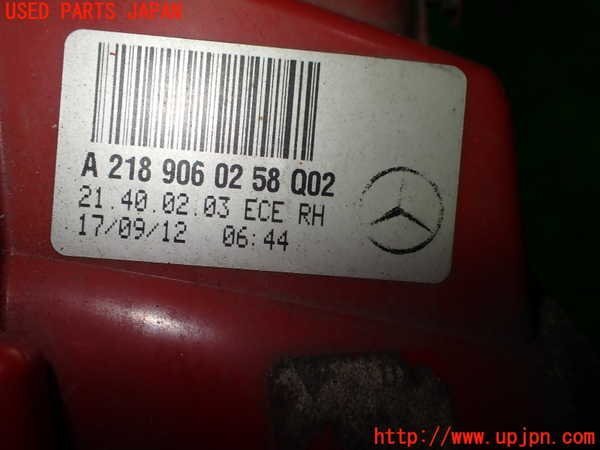 USED PARTS JAPAN
A 218 906 02 58 Q02
21.40.02.03 ECE RH
17/09/12 06:44
http://www.upjpn.com/